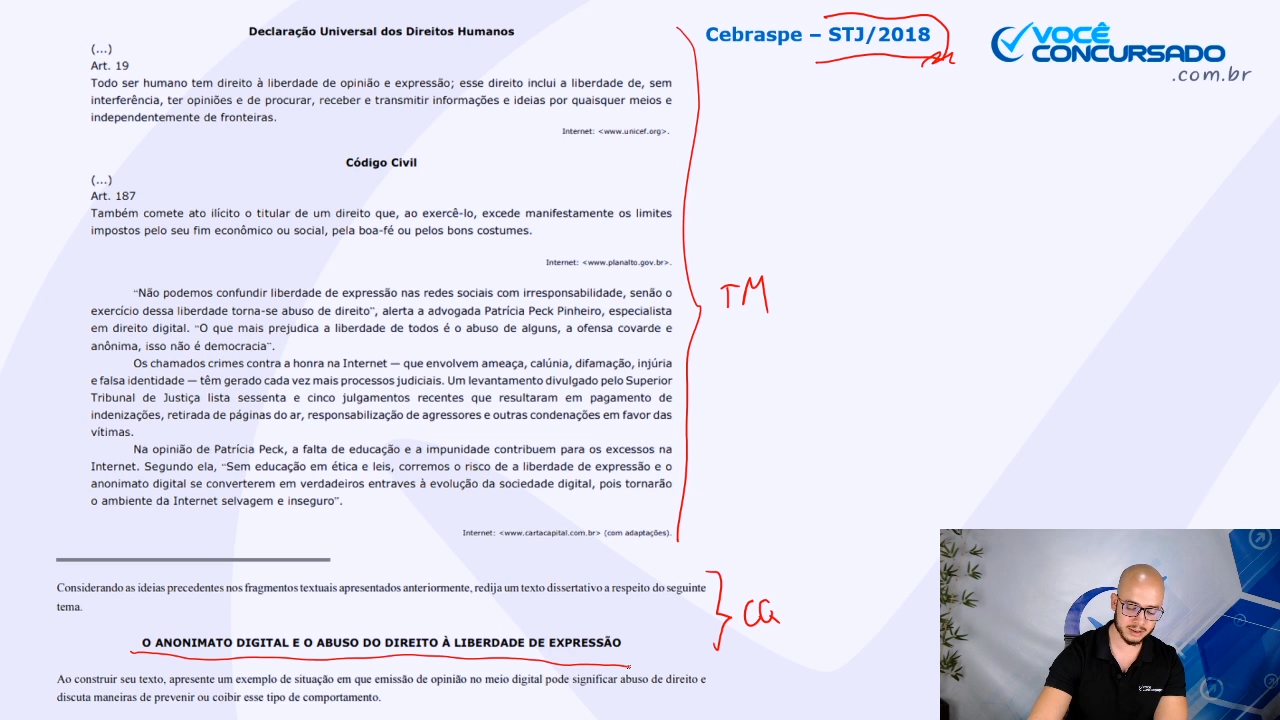 Declaração Universal dos Direitos Humanos
(...)
Art. 19
Todo ser humano tem direito à liberdade de opinião e expressão; esse direito inclui a liberdade de, sem
interferência, ter opiniões e de procurar, receber e transmitir informações e ideias por quaisquer meios e
independentemente de fronteiras.
Internet: <www.unicef.org>.
Código Civil
(...)
Art. 187
Também comete ato ilícito o titular de um direito que, ao exercê-lo, excede manifestamente os limites
impostos pelo seu fim econômico ou social, pela boa-fé ou pelos bons costumes.
Internet: <www.planalto.gov.br>.
“Não podemos confundir liberdade de expressão nas redes sociais com irresponsabilidade, senão o
exercício dessa liberdade torna-se abuso de direito”, alerta a advogada Patrícia Peck Pinheiro, especialista
em direito digital. “O que mais prejudica a liberdade de todos é o abuso de alguns, a ofensa covarde e
anônima, isso não é democracia”.
Os chamados crimes contra a honra na Internet — que envolvem ameaça, calúnia, difamação, injúria
e falsa identidade — têm gerado cada vez mais processos judiciais. Um levantamento divulgado pelo Superior
Tribunal de Justiça lista sessenta e cinco julgamentos recentes que resultaram em pagamento de
indenizações, retirada de páginas do ar, responsabilização de agressores e outras condenações em favor das
vítimas.
Na opinião de Patrícia Peck, a falta de educação e a impunidade contribuem para os excessos na
Internet. Segundo ela, “Sem educação em ética e leis, corremos o risco de a liberdade de expressão e o
anonimato digital se converterem em verdadeiros entraves à evolução da sociedade digital, pois tornarão
o ambiente da Internet selvagem e inseguro”.
Internet: <www.cartacapital.com.br> (com adaptações).
Considerando as ideias precedentes nos fragmentos textuais apresentados anteriormente, redija um texto dissertativo a respeito do seguinte
tema.
O ANONIMATO DIGITAL E O ABUSO DO DIREITO À LIBERDADE DE EXPRESSÃO
Ao construir seu texto, apresente um exemplo de situação em que emissão de opinião no meio digital pode significar abuso de direito e
discuta maneiras de prevenir ou coibir esse tipo de comportamento.
Cebraspe – STJ/2018
VOCÊ
CONCURSADO
.com.br
TM